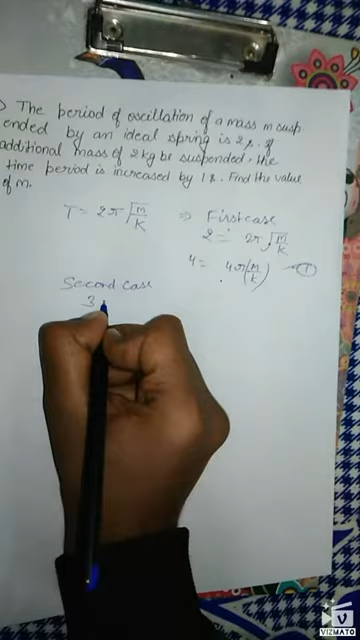 The period of oscillation of a mass m susp.
ended by an ideal spring is 2 s. If
additional mass of 2 kg be suspended. the
time period is increased by 1 s. Find the value
of m.
T = 2π √m/k ⇒ First case
2 = 2π √m/k
4 = 4π(m/k) — 1
Second case
3
V
VIZMATO